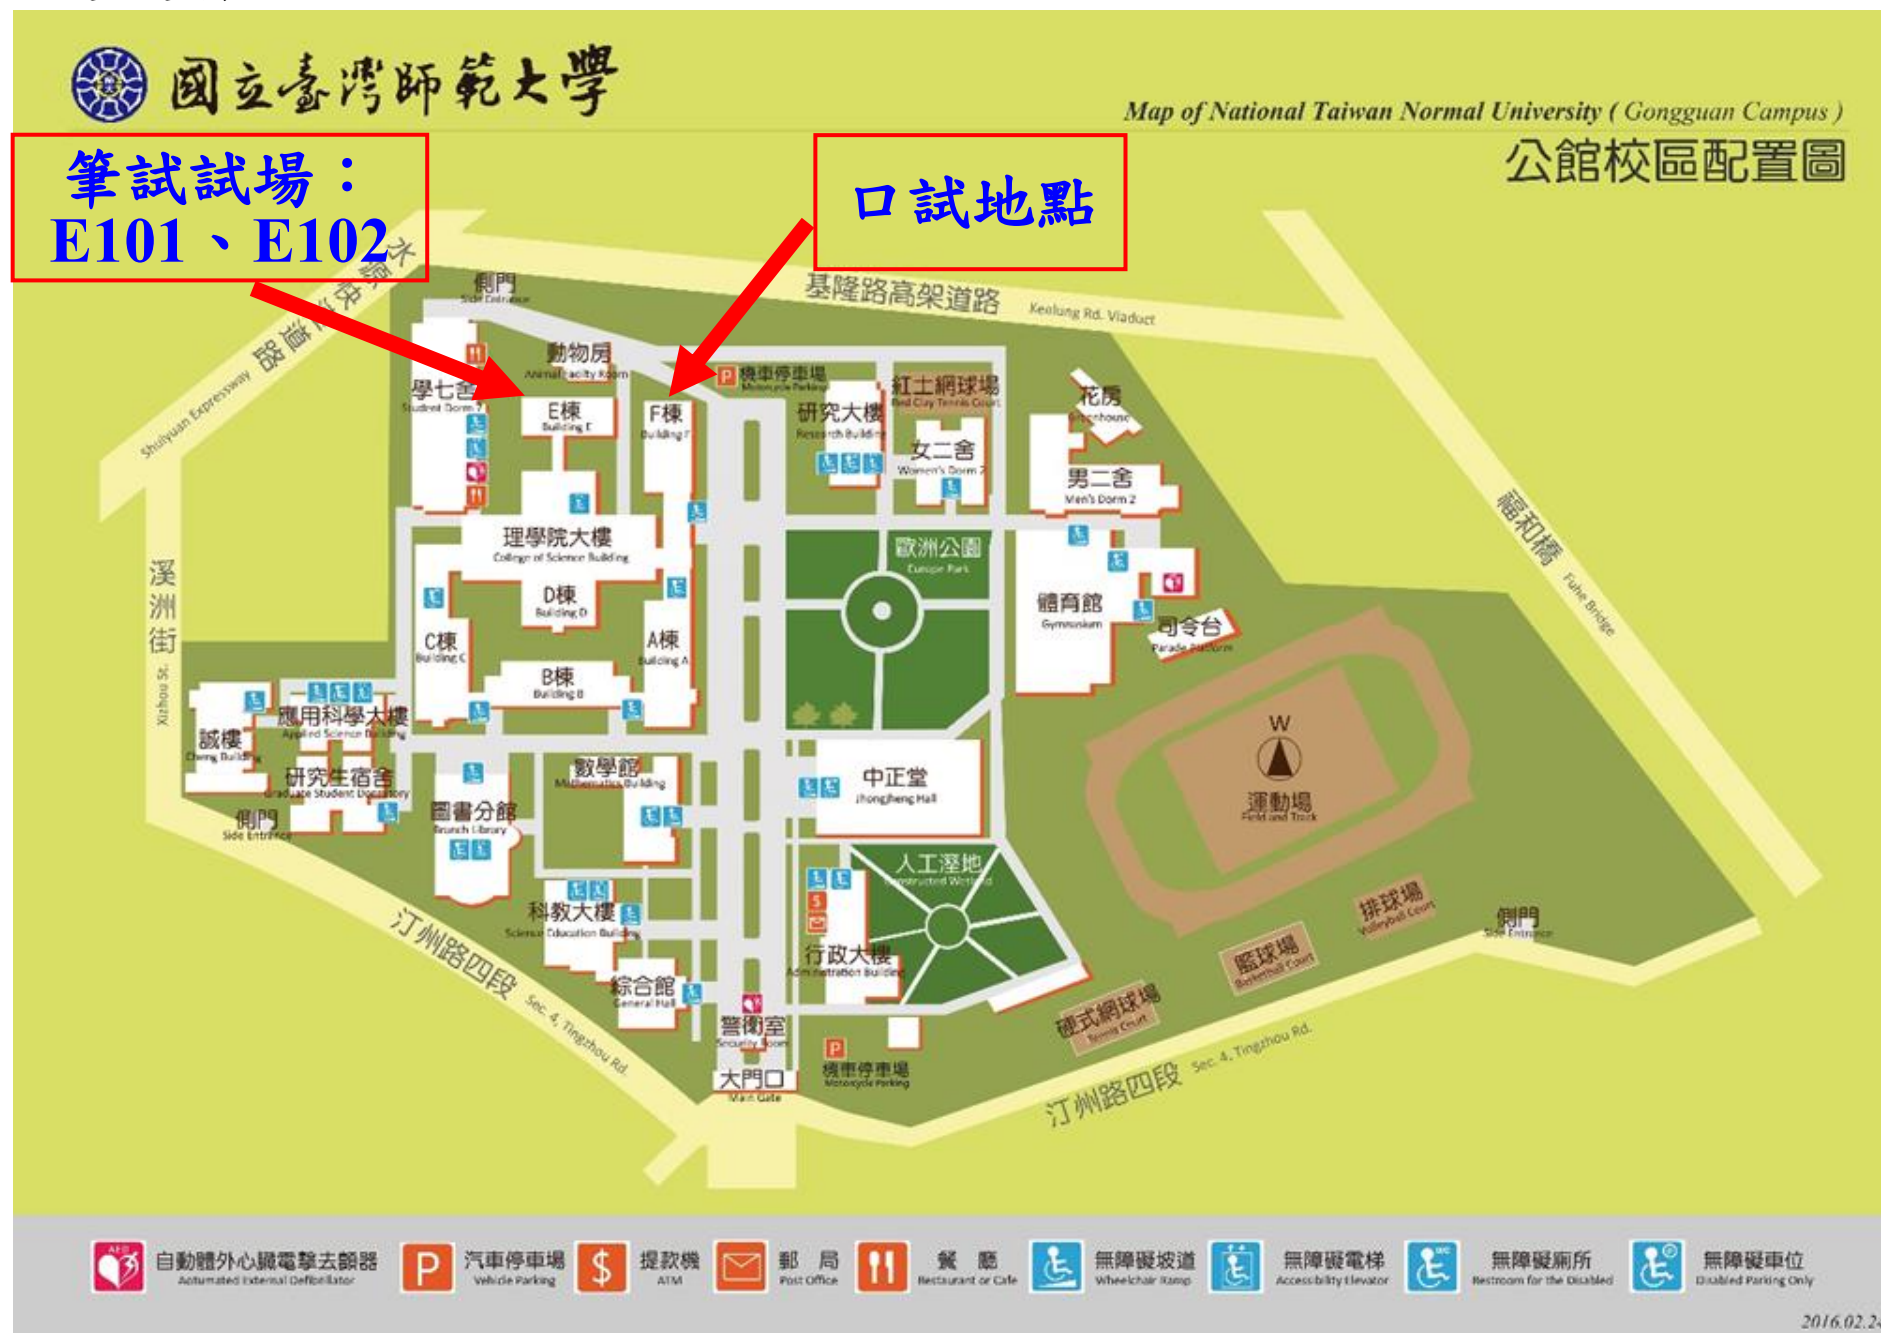 國立臺灣師範大學
Map of National Taiwan Normal University ( Gongguan Campus )
公館校區配置圖
筆試試場：
E101、E102
口試地點
水源快速道路
Shuiyuan Expressway
側門
Side Entrance
基隆路高架道路
Keelung Rd. Viaduct
動物房
Animal Facility Room
學七舍
Student Dorm 7
E棟
Building E
F棟
Building F
P
機車停車場
Motorcycle Parking
研究大樓
Research Building
紅土網球場
Red Clay Tennis Court
女二舍
Women's Dorm 2
花房
Greenhouse
男二舍
Men's Dorm 2
福和橋
Fuhe Bridge
理學院大樓
College of Science Building
歐洲公園
Europe Park
溪洲街
Xizhou St.
D棟
Building D
C棟
Building C
A棟
Building A
B棟
Building B
體育館
Gymnasium
司令台
Parade Platform
應用科學大樓
Applied Science Building
誠樓
Cheng Building
研究生宿舍
Graduate Student Dormitory
側門
Side Entrance
數學館
Mathematics Building
圖書分館
Branch Library
中正堂
Jhongjheng Hall
W
運動場
Field and Track
人工溼地
Constructed Wetland
科教大樓
Science Education Building
行政大樓
Administration Building
綜合館
General Hall
排球場
Volleyball Court
籃球場
Basketball Court
側門
Side Entrance
硬式網球場
Tennis Court
汀州路四段
Sec. 4, Tingzhou Rd.
警衛室
Security Room
大門口
Main Gate
P
機車停車場
Motorcycle Parking
汀州路四段 Sec. 4, Tingzhou Rd.
AED
自動體外心臟電擊去顫器
Automated External Defibrillator
P
汽車停車場
Vehicle Parking
$
提款機
ATM
郵局
Post Office
餐廳
Restaurant or Cafe
無障礙坡道
Wheelchair Ramp
無障礙電梯
Accessibility Elevator
無障礙廁所
Restroom for the Disabled
無障礙車位
Disabled Parking Only
2016.02.24